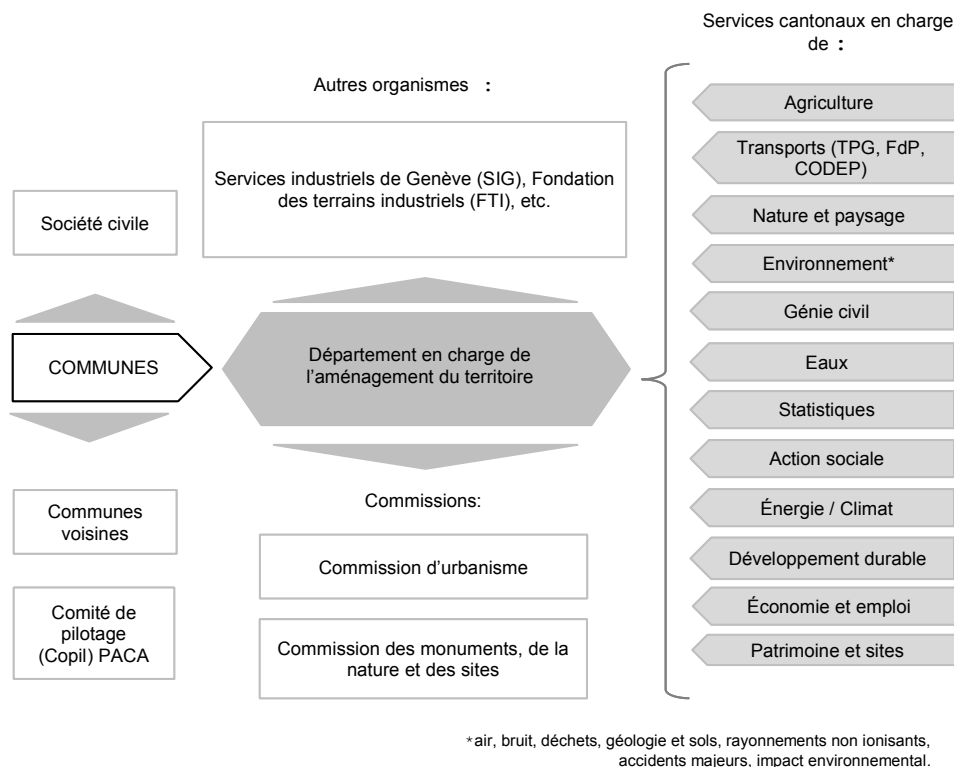 Services cantonaux en charge
de :
Autres organismes :
Services industriels de Genève (SIG), Fondation
des terrains industriels (FTI), etc.
Société civile
COMMUNES
Département en charge de
l'aménagement du territoire
Communes
voisines
Comité de
pilotage
(Copil) PACA
Commissions:
Commission d'urbanisme
Commission des monuments, de la
nature et des sites
Agriculture
Transports (TPG, FdP,
CODEP)
Nature et paysage
Environnement*
Génie civil
Eaux
Statistiques
Action sociale
Énergie / Climat
Développement durable
Économie et emploi
Patrimoine et sites
*air, bruit, déchets, géologie et sols, rayonnements non ionisants,
accidents majeurs, impact environnemental.